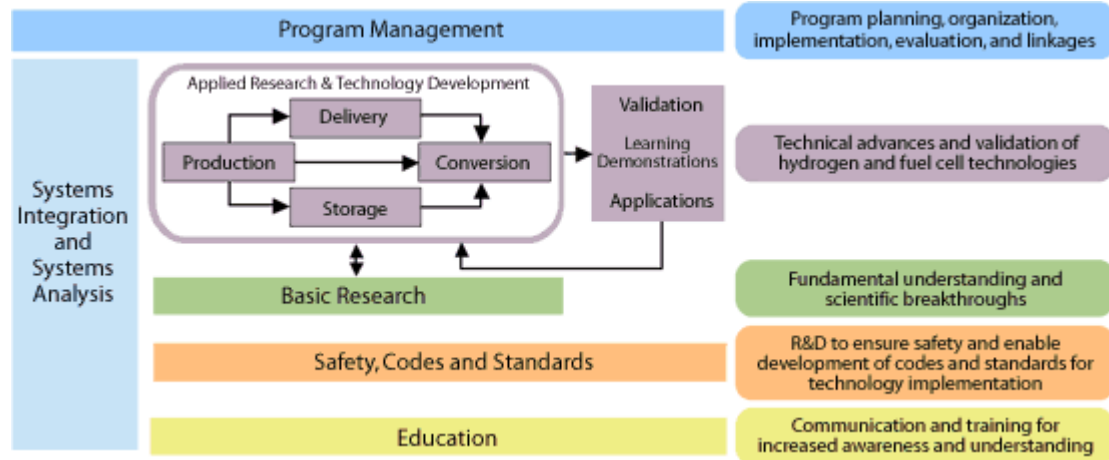 Program Management
Program planning, organization,
implementation, evaluation, and linkages
Systems
Integration
and
Systems
Analysis
Applied Research & Technology Development
Delivery
Production
Conversion
Storage
Validation
Learning
Demonstrations
Applications
Technical advances and validation of
hydrogen and fuel cell technologies
Basic Research
Fundamental understanding and
scientific breakthroughs
Safety, Codes and Standards
R&D to ensure safety and enable
development of codes and standards for
technology implementation
Education
Communication and training for
increased awareness and understanding